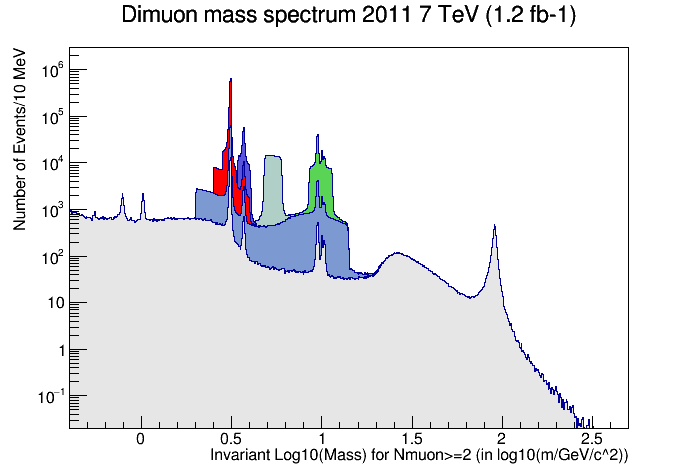 Dimuon mass spectrum 2011 7 TeV (1.2 fb-1)
Number of Events/10 MeV
10^6
10^5
10^4
10^3
10^2
10
1
10^−1
0 0.5 1 1.5 2 2.5
Invariant Log10(Mass) for Nmuon>=2 (in log10(m/GeV/c^2))